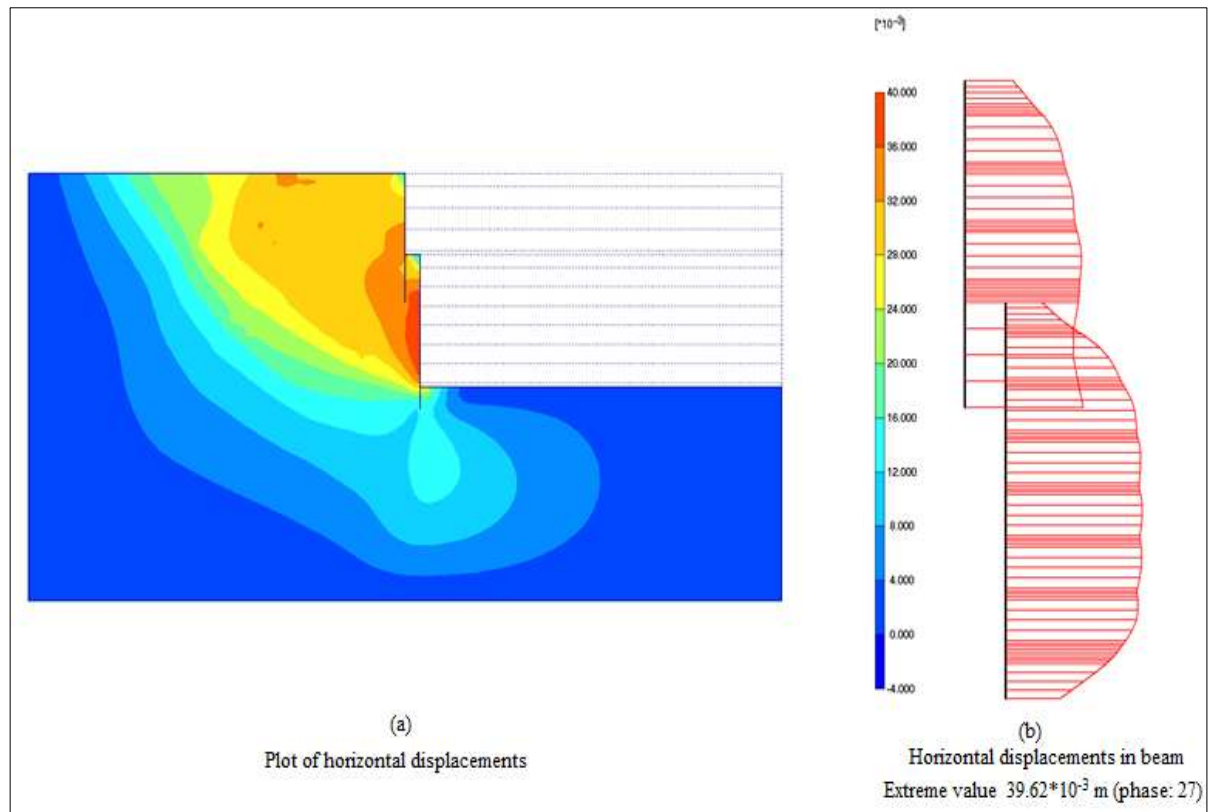 [*10⁻³]
40.000
36.000
32.000
28.000
24.000
20.000
16.000
12.000
8.000
4.000
0.000
-4.000
(a)
Plot of horizontal displacements
(b)
Horizontal displacements in beam
Extreme value 39.62*10⁻³ m (phase: 27)